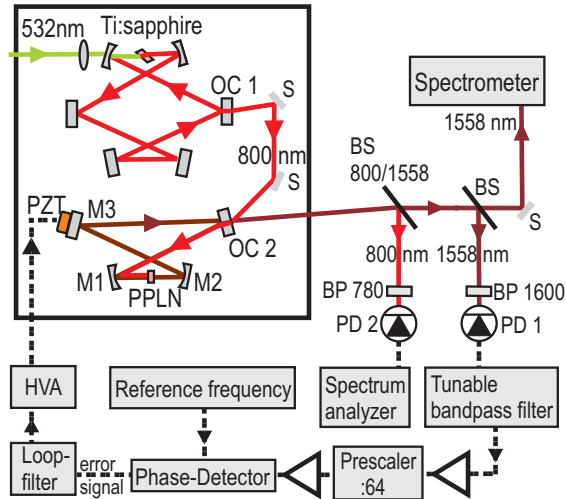 532nm
Ti:sapphire
OC 1
S
800 nm
S
PZT
M3
OC 2
M1
M2
PPLN
Spectrometer
1558 nm
BS
800/1558
BS
S
800 nm
1558 nm
BP 780
BP 1600
PD 2
PD 1
HVA
Reference frequency
Spectrum
analyzer
Tunable
bandpass filter
Loop-
filter
error
signal
Phase-Detector
Prescaler
:64